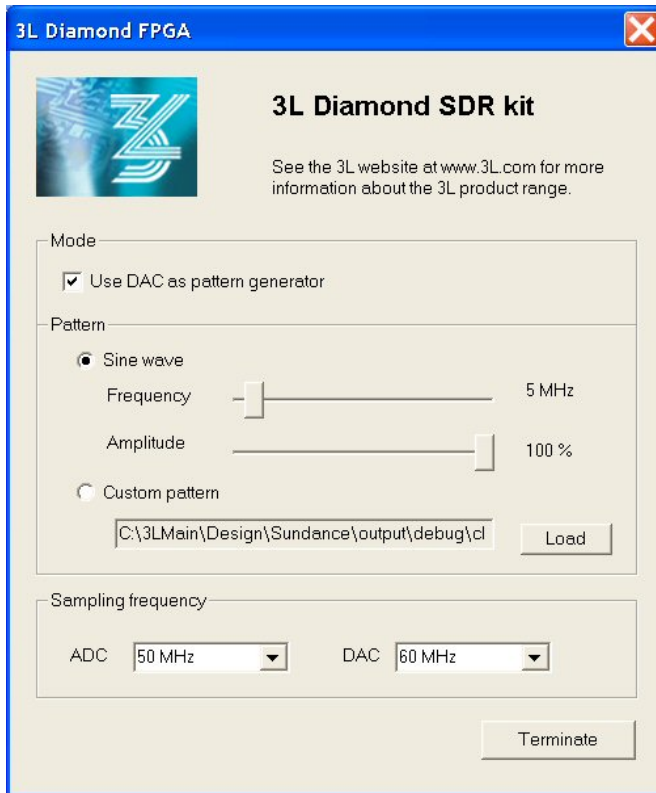 3L Diamond FPGA
3L Diamond SDR kit
See the 3L website at www.3L.com for more
information about the 3L product range.
Mode
Use DAC as pattern generator
Pattern
Sine wave
Frequency 5 MHz
Amplitude 100 %
Custom pattern
C:\3LMain\Design\Sundance\output\debug\cl Load
Sampling frequency
ADC 50 MHz DAC 60 MHz
Terminate